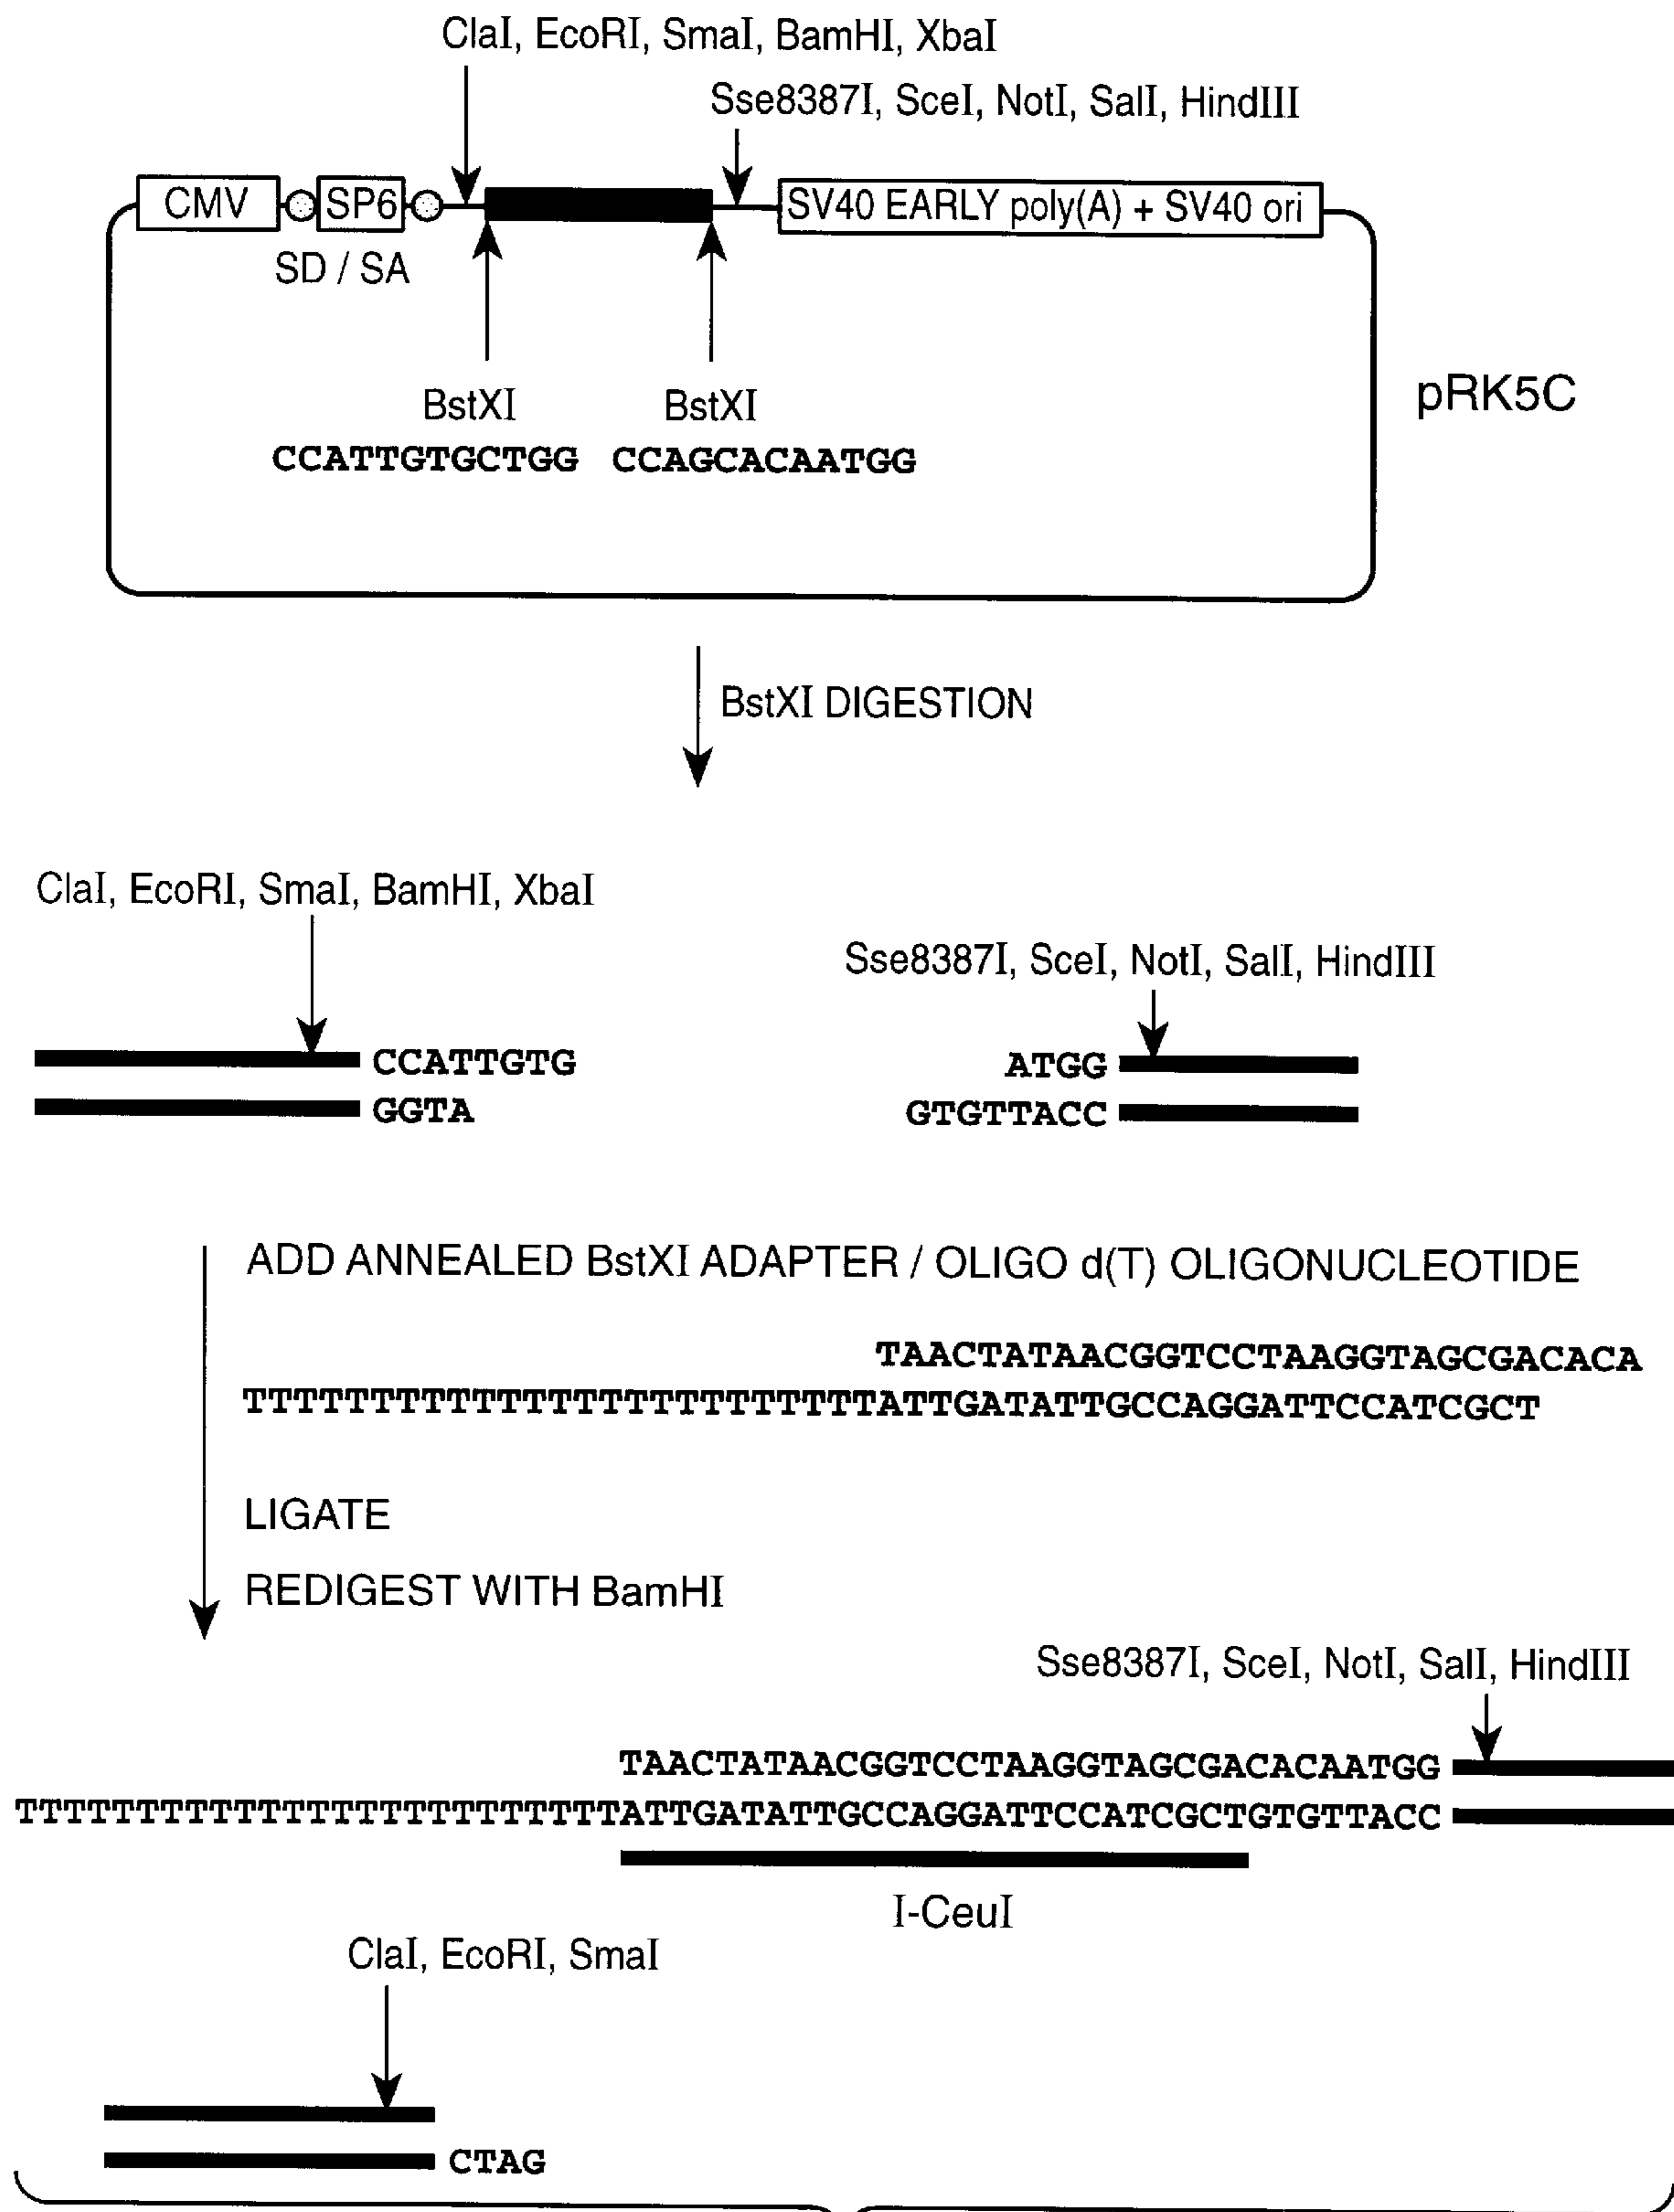 ClaI, EcoRI, SmaI, BamHI, XbaI
Sse8387I, SceI, NotI, SalI, HindIII
CMV SP6 SV40 EARLY poly(A) + SV40 ori
SD / SA
BstXI BstXI
pRK5C
CCATTGTGCTGG CCAGCACAATGG
BstXI DIGESTION
ClaI, EcoRI, SmaI, BamHI, XbaI
Sse8387I, SceI, NotI, SalI, HindIII
CCATTGTG ATGG
GGTA GTGTTACC
ADD ANNEALED BstXI ADAPTER / OLIGO d(T) OLIGONUCLEOTIDE
TAACTATAACGGTCCTAAGGTAGCGACACA
TTTTTTTTTTTTTTTTTTTTTTTTTATTGATATTGCCAGGATTCCATCGCT
LIGATE
REDIGEST WITH BamHI
Sse8387I, SceI, NotI, SalI, HindIII
TAACTATAACGGTCCTAAGGTAGCGACACAATGG
TTTTTTTTTTTTTTTTTTTTTTTTTATTGATATTGCCAGGATTCCATCGCTGTGTTACC
I-CeuI
ClaI, EcoRI, SmaI
CTAG